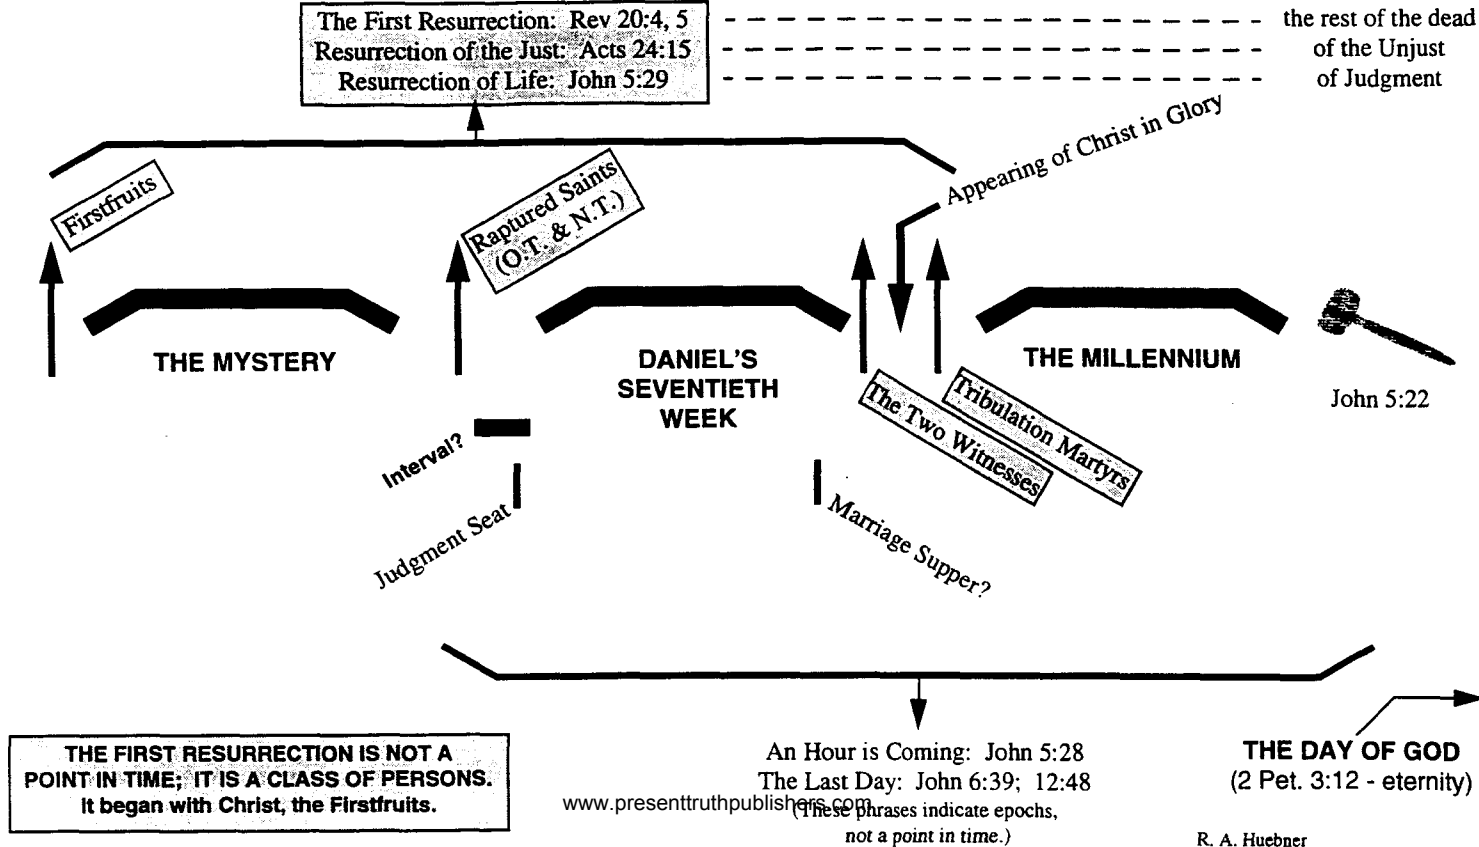 The First Resurrection: Rev 20:4, 5
the rest of the dead
Resurrection of the Just: Acts 24:15
of the Unjust
Resurrection of Life: John 5:29
of Judgment
Appearing of Christ in Glory
Firstfruits
Raptured Saints
(O.T. & N.T.)
THE MYSTERY
DANIEL'S
SEVENTIETH
WEEK
THE MILLENNIUM
John 5:22
The Two Witnesses
Tribulation Martyrs
Interval?
Judgment Seat
Marriage Supper?
THE FIRST RESURRECTION IS NOT A
POINT IN TIME; IT IS A CLASS OF PERSONS.
It began with Christ, the Firstfruits.
An Hour is Coming: John 5:28
The Last Day: John 6:39; 12:48
(These phrases indicate epochs,
not a point in time.)
www.presenttruthpublishers.com
THE DAY OF GOD
(2 Pet. 3:12 - eternity)
R. A. Huebner